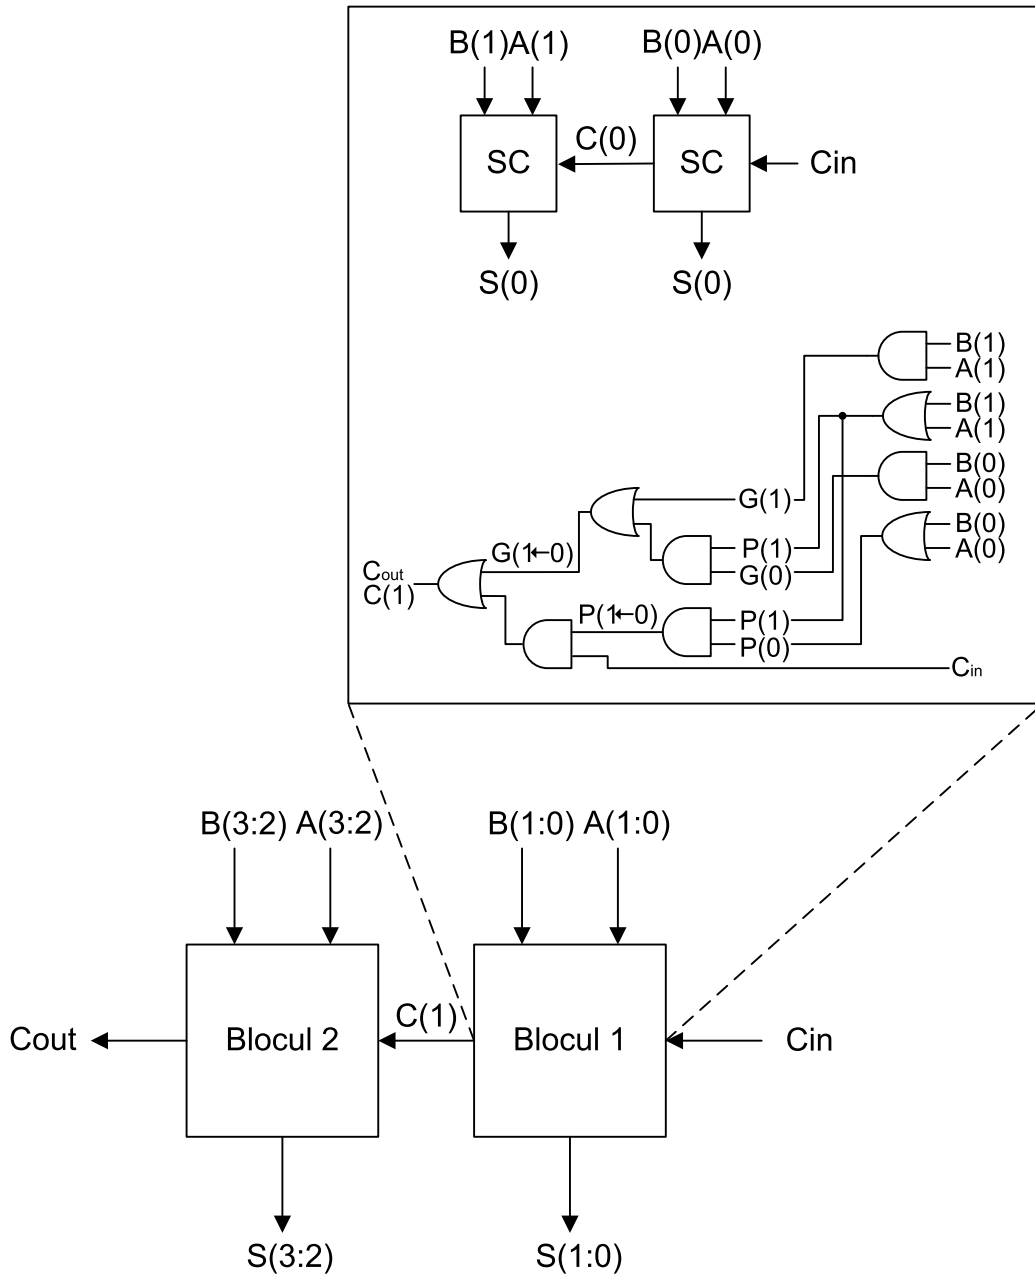 B(1) A(1) B(0) A(0)
SC C(0) SC Cin
S(0) S(0)
B(1)
A(1)
B(1)
A(1)
B(0)
A(0)
B(0)
A(0)
G(1)
P(1)
G(0)
G(1←0)
Cout
C(1)
P(1←0)
P(1)
P(0)
Cin
B(3:2) A(3:2) B(1:0) A(1:0)
Cout Blocul 2 C(1) Blocul 1 Cin
S(3:2) S(1:0)